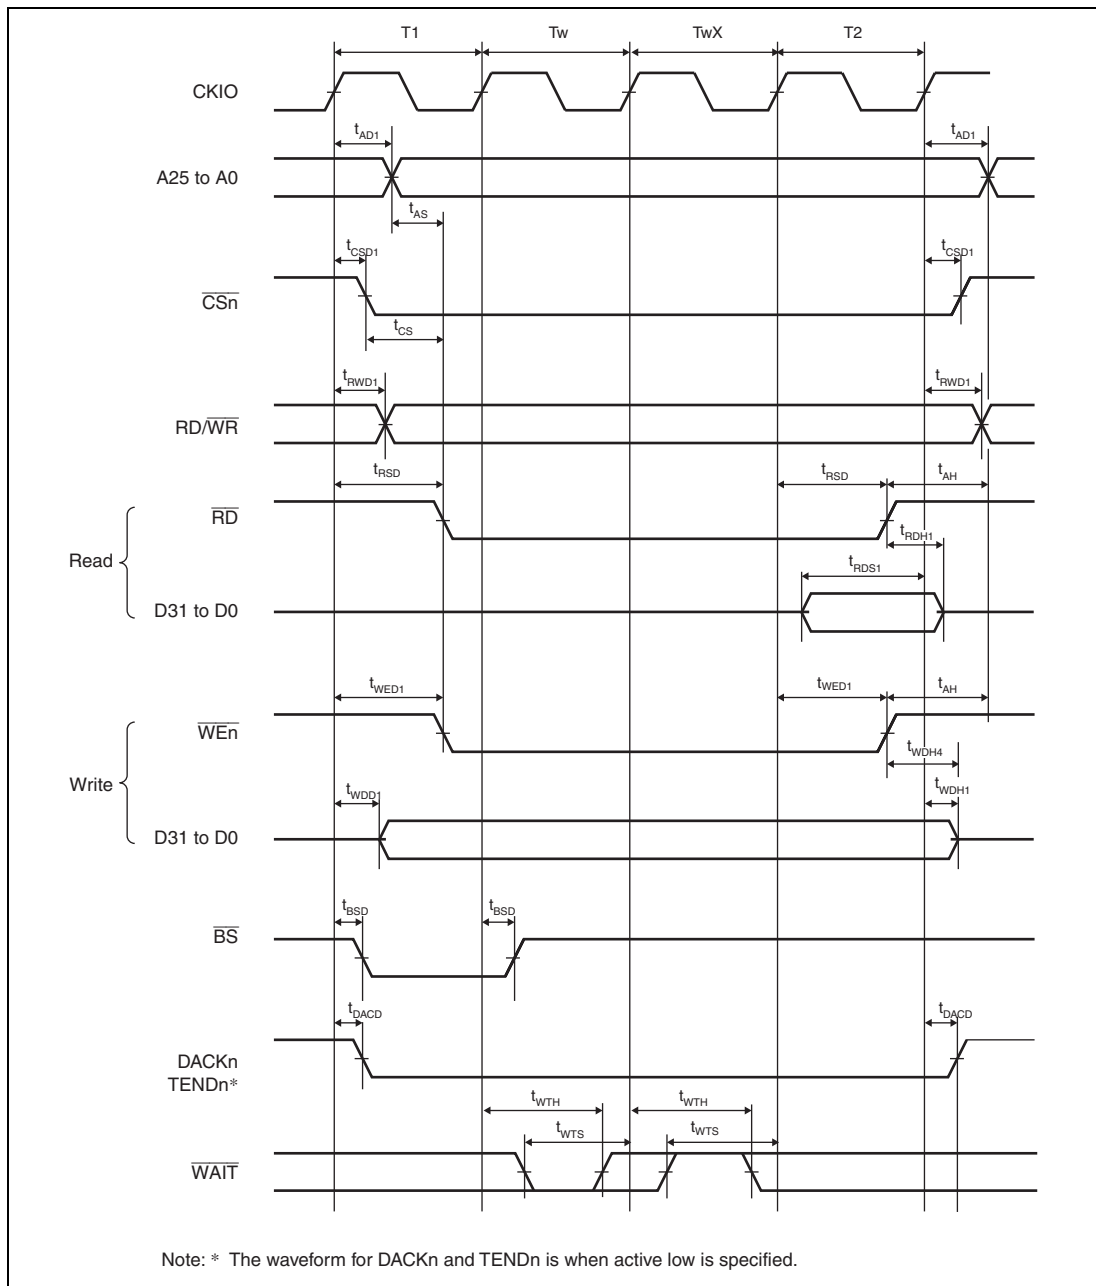 T1 Tw TwX T2
CKIO
tAD1 tAD1
A25 to A0
tAS
tCSD1 tCSD1
CSn
tCS
tRWD1 tRWD1
RD/WR
tRSD tRSD tAH
RD
tRDH1
Read
tRDS1
D31 to D0
tWED1 tWED1 tAH
WEn
tWDH4
Write
tWDD1 tWDH1
D31 to D0
tBSD tBSD
BS
tDACD tDACD
DACKn
TENDn*
tWTH tWTH
tWTS tWTS
WAIT
Note: * The waveform for DACKn and TENDn is when active low is specified.